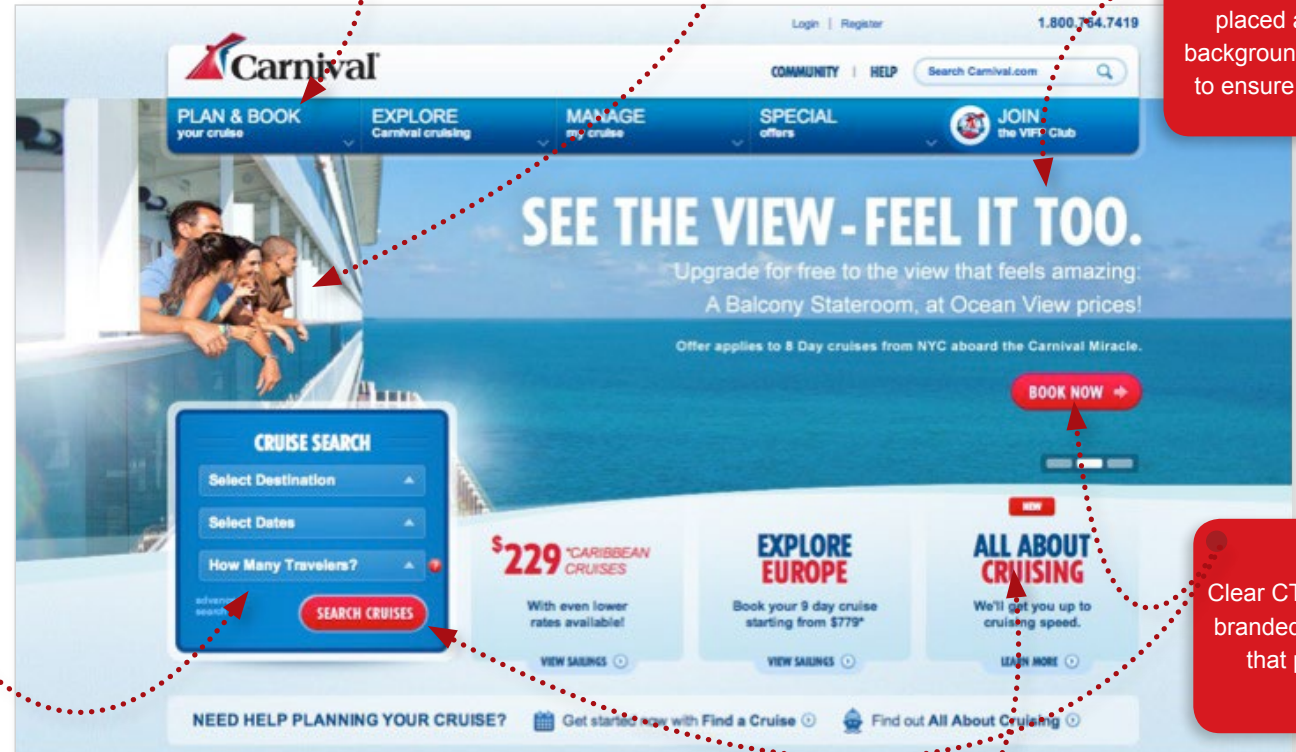 Login | Register
1.800.764.7419
placed a
backgroun
to ensure
Carnival
COMMUNITY | HELP
Search Carnival.com
PLAN & BOOK
your cruise
EXPLORE
Carnival cruising
MANAGE
my cruise
SPECIAL
offers
JOIN
the VIFP Club
SEE THE VIEW - FEEL IT TOO.
Upgrade for free to the view that feels amazing:
A Balcony Stateroom, at Ocean View prices!
Offer applies to 8 Day cruises from NYC aboard the Carnival Miracle.
BOOK NOW
CRUISE SEARCH
Select Destination
Select Dates
How Many Travelers?
?
SEARCH CRUISES
$229 *CARIBBEAN
CRUISES
With even lower
rates available!
VIEW SAILINGS
EXPLORE
EUROPE
Book your 9 day cruise
starting from $779*
VIEW SAILINGS
NEW
ALL ABOUT
CRUISING
We'll get you up to
cruising speed.
LEARN MORE
Clear CT
branded
that p
NEED HELP PLANNING YOUR CRUISE?
Get started now with Find a Cruise
Find out All About Cruising